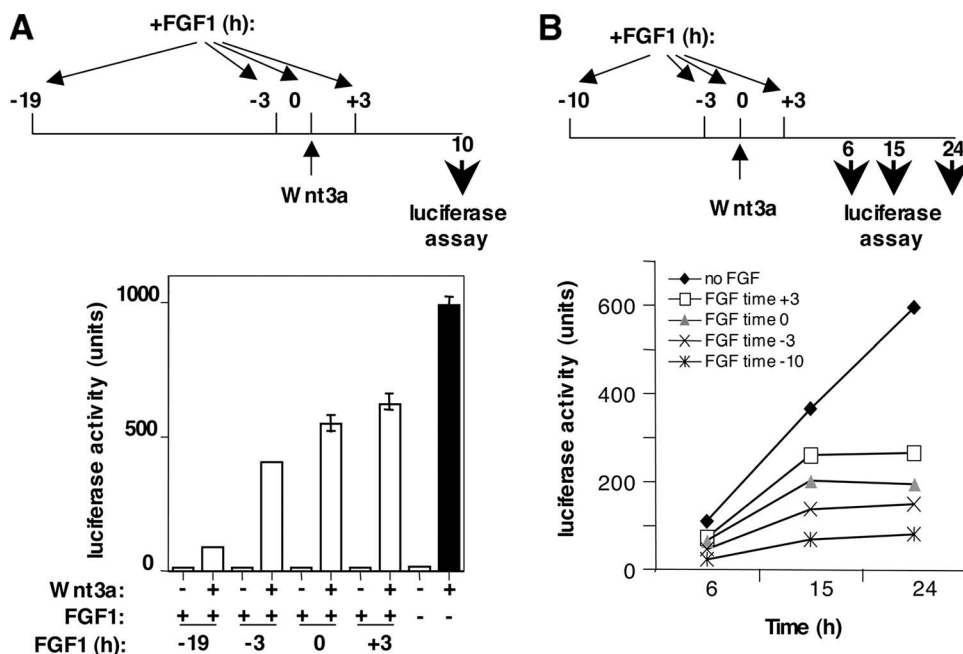 A
+FGF1 (h):
-19 -3 0 +3
10
Wnt3a
luciferase
assay
luciferase activity (units)
1000
500
0
Wnt3a: - + - + - + - + - +
FGF1: + + + + + + + + - -
FGF1 (h): -19 -3 0 +3
B
+FGF1 (h):
-10 -3 0 +3
6 15 24
Wnt3a
luciferase
assay
luciferase activity (units)
600
400
200
0
no FGF
FGF time +3
FGF time 0
FGF time -3
FGF time -10
6 15 24
Time (h)